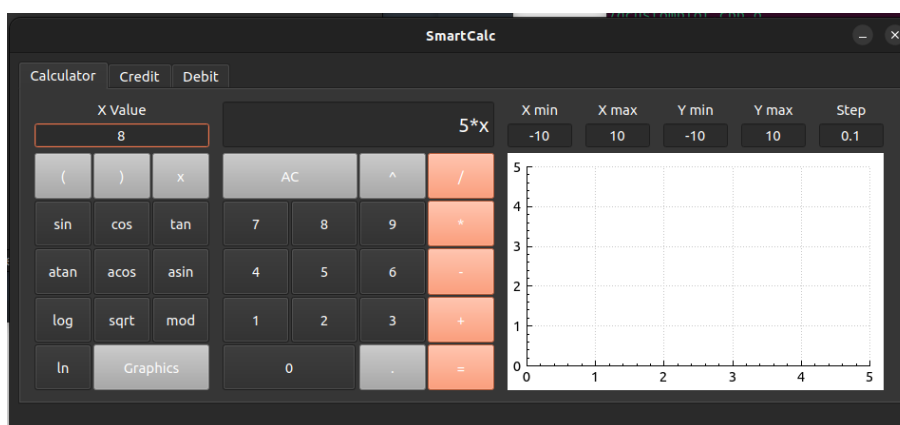 SmartCalc
Calculator Credit Debit
X Value
8
5*x
X min X max Y min Y max Step
-10 10 -10 10 0.1
( ) x AC ^ /
sin cos tan 7 8 9 *
atan acos asin 4 5 6 -
log sqrt mod 1 2 3 +
ln Graphics 0 . =
5
4
3
2
1
0
0 1 2 3 4 5